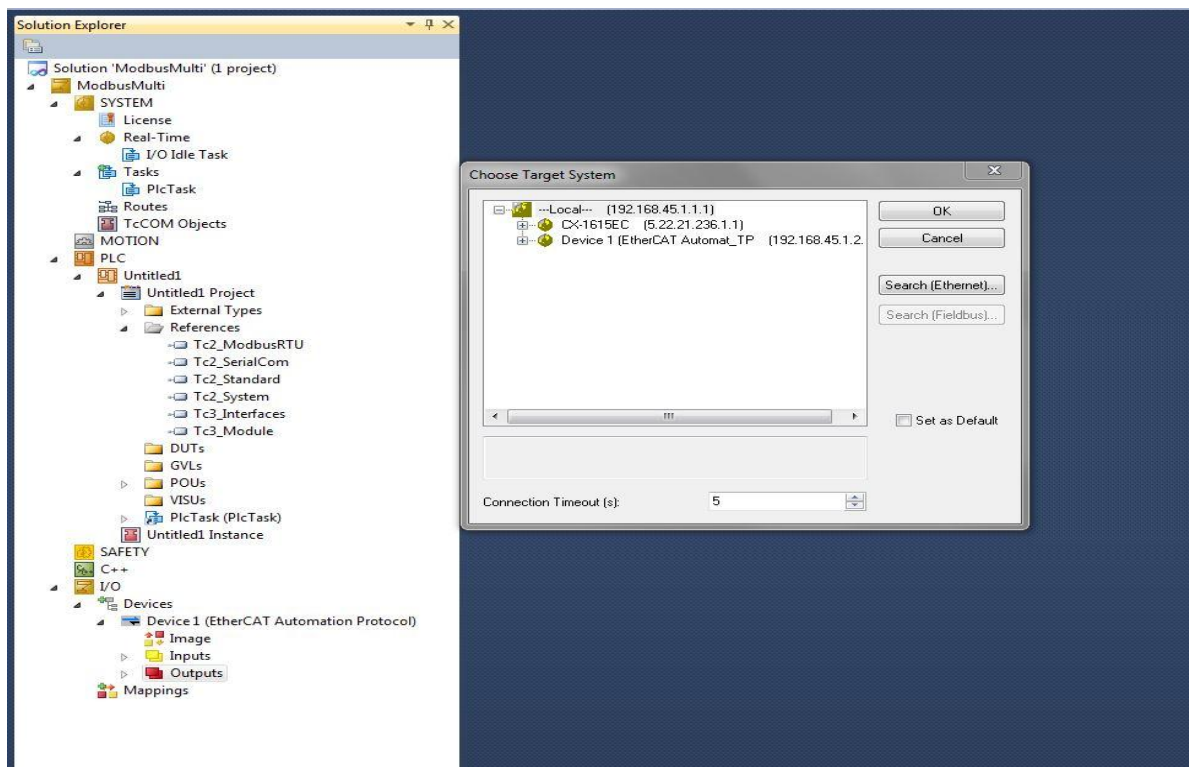 Solution Explorer
Solution 'ModbusMulti' (1 project)
ModbusMulti
SYSTEM
License
Real-Time
I/O Idle Task
Tasks
PlcTask
Routes
TcCOM Objects
MOTION
PLC
Untitled1
Untitled1 Project
External Types
References
Tc2_ModbusRTU
Tc2_SerialCom
Tc2_Standard
Tc2_System
Tc3_Interfaces
Tc3_Module
DUTs
GVLs
POUs
VISUs
PlcTask (PlcTask)
Untitled1 Instance
SAFETY
C++
I/O
Devices
Device 1 (EtherCAT Automation Protocol)
Image
Inputs
Outputs
Mappings
Choose Target System
---Local--- (192.168.45.1.1.1)
CX-1615EC (5.22.21.236.1.1)
Device 1 (EtherCAT Automat_TP (192.168.45.1.2.
OK
Cancel
Search (Ethernet)...
Search (Fieldbus)...
Set as Default
Connection Timeout (s): 5